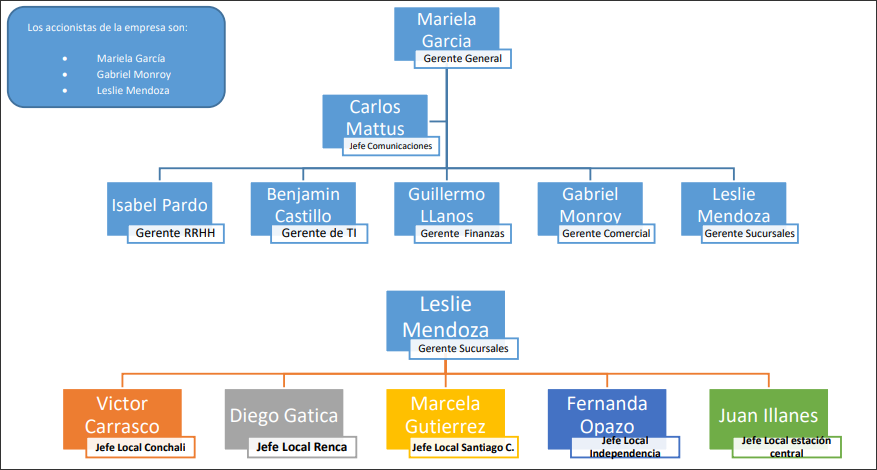 Los accionistas de la empresa son:
• Mariela García
• Gabriel Monroy
• Leslie Mendoza
Mariela
Garcia
Gerente General
Carlos
Mattus
Jefe Comunicaciones
Isabel Pardo
Gerente RRHH
Benjamin
Castillo
Gerente de TI
Guillermo
LLanos
Gerente Finanzas
Gabriel
Monroy
Gerente Comercial
Leslie
Mendoza
Gerente Sucursales
Leslie
Mendoza
Gerente Sucursales
Victor
Carrasco
Jefe Local Conchali
Diego Gatica
Jefe Local Renca
Marcela
Gutierrez
Jefe Local Santiago C.
Fernanda
Opazo
Jefe Local
Independencia
Juan Illanes
Jefe Local estación
central